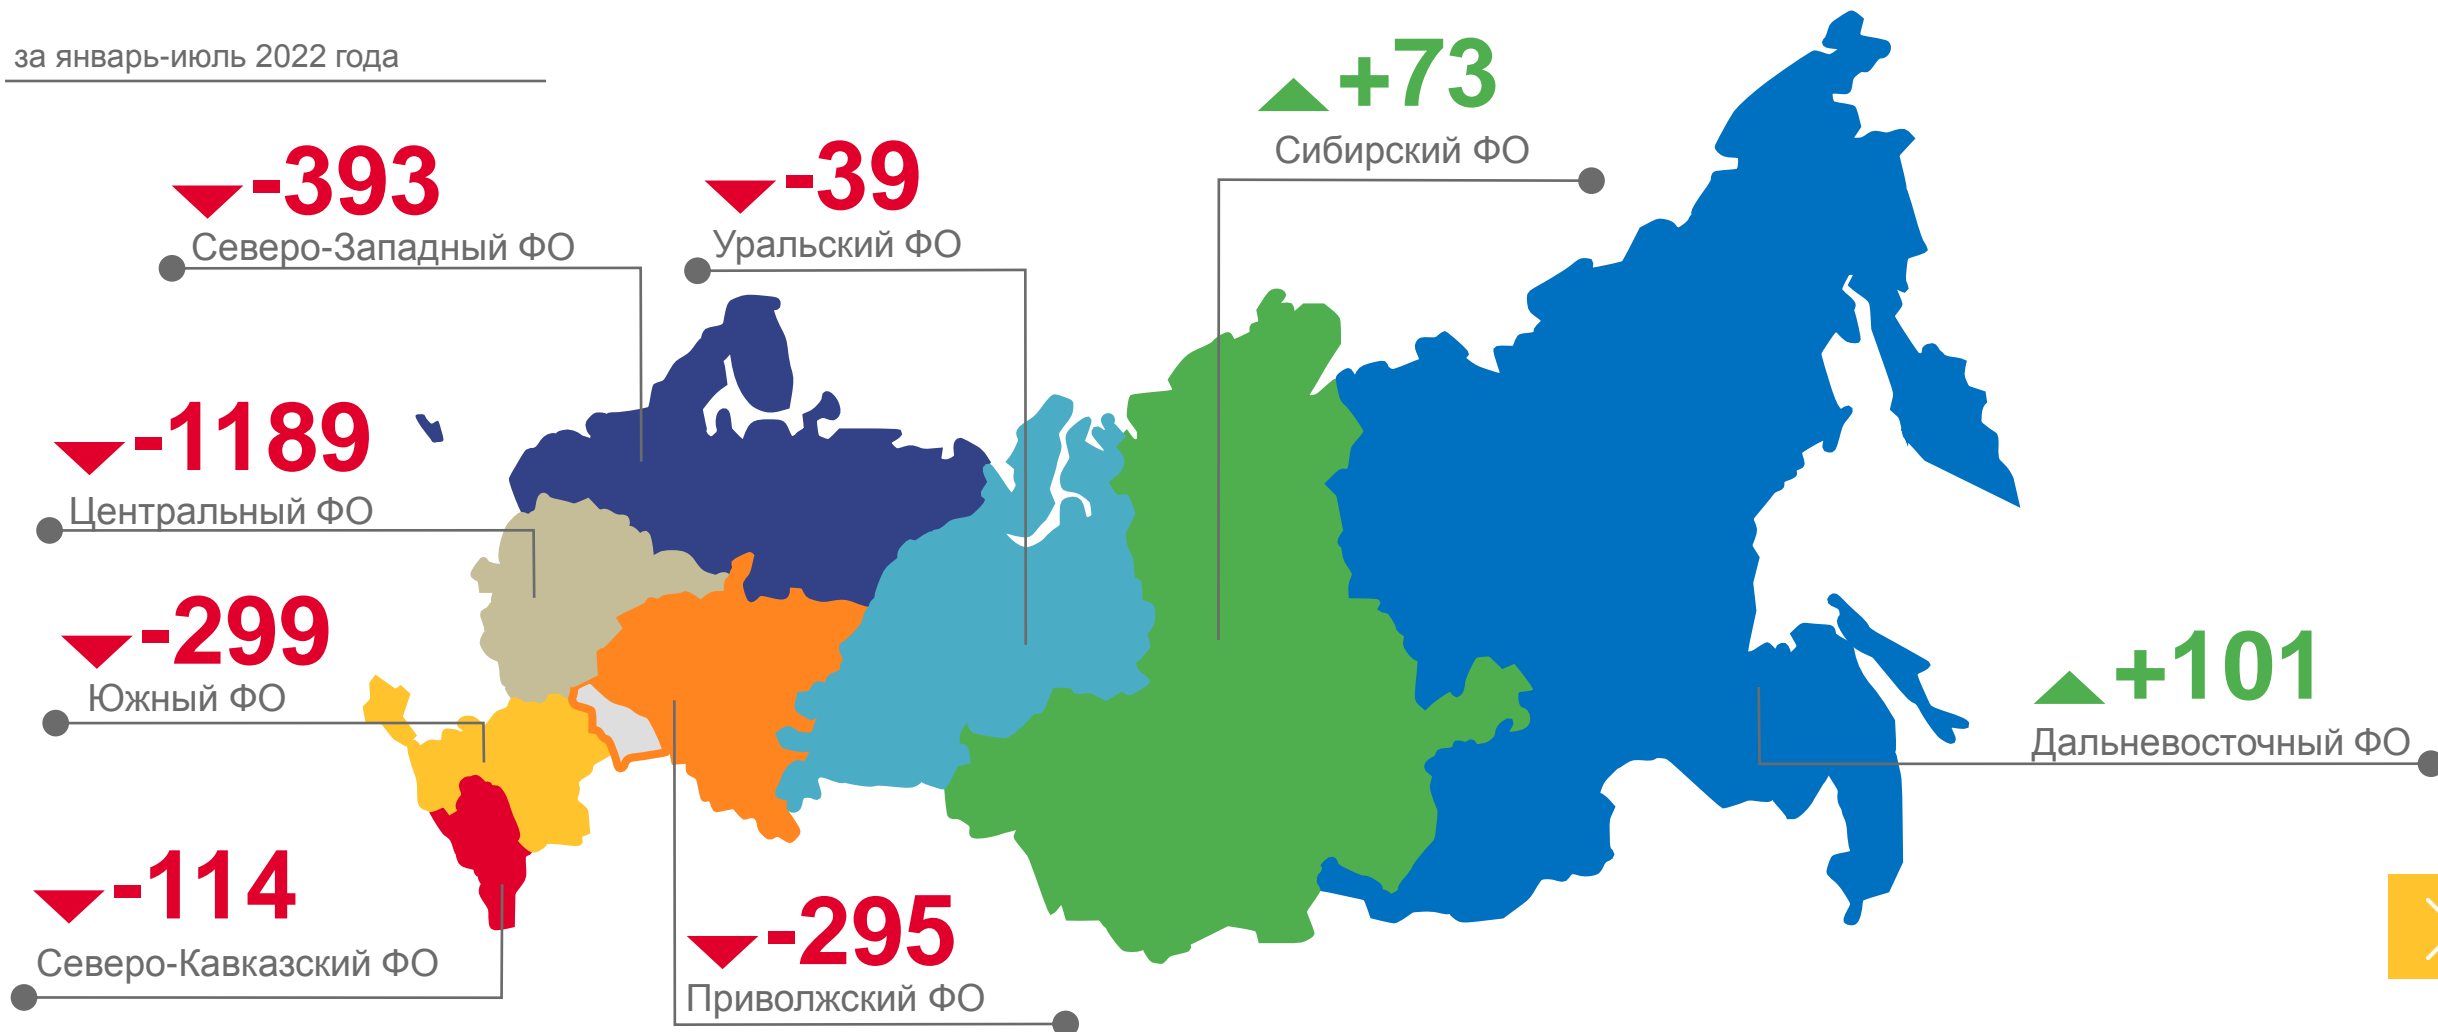 за январь-июль 2022 года
+73
Сибирский ФО
-393
Северо-Западный ФО
-39
Уральский ФО
-1189
Центральный ФО
-299
Южный ФО
+101
Дальневосточный ФО
-114
Северо-Кавказский ФО
-295
Приволжский ФО